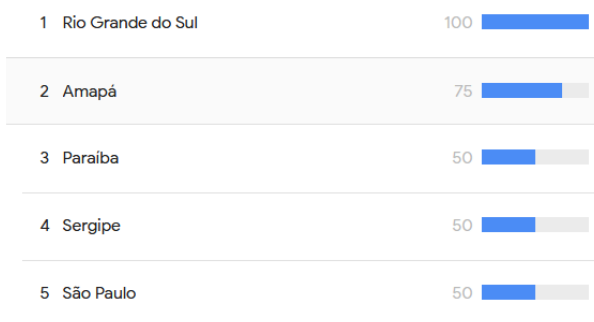 1 Rio Grande do Sul 100
2 Amapá 75
3 Paraíba 50
4 Sergipe 50
5 São Paulo 50